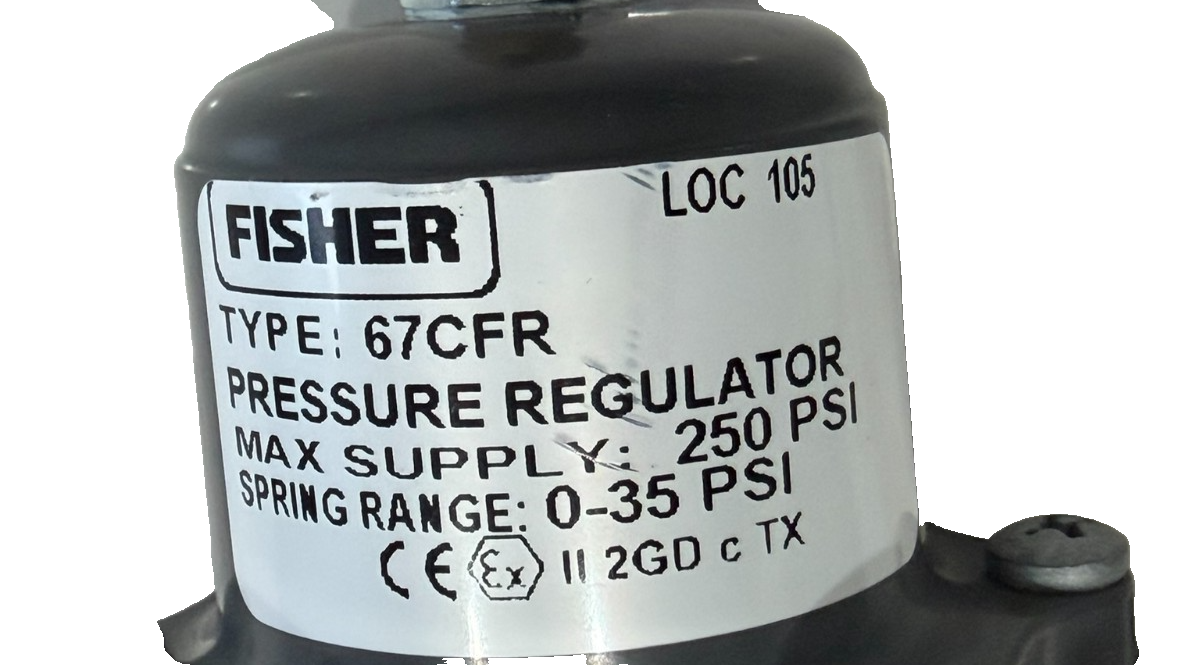 LOC 105
FISHER
TYPE: 67CFR
PRESSURE REGULATOR
MAX SUPPLY: 250 PSI
SPRING RANGE: 0-35 PSI
CE Ex II 2GD c TX